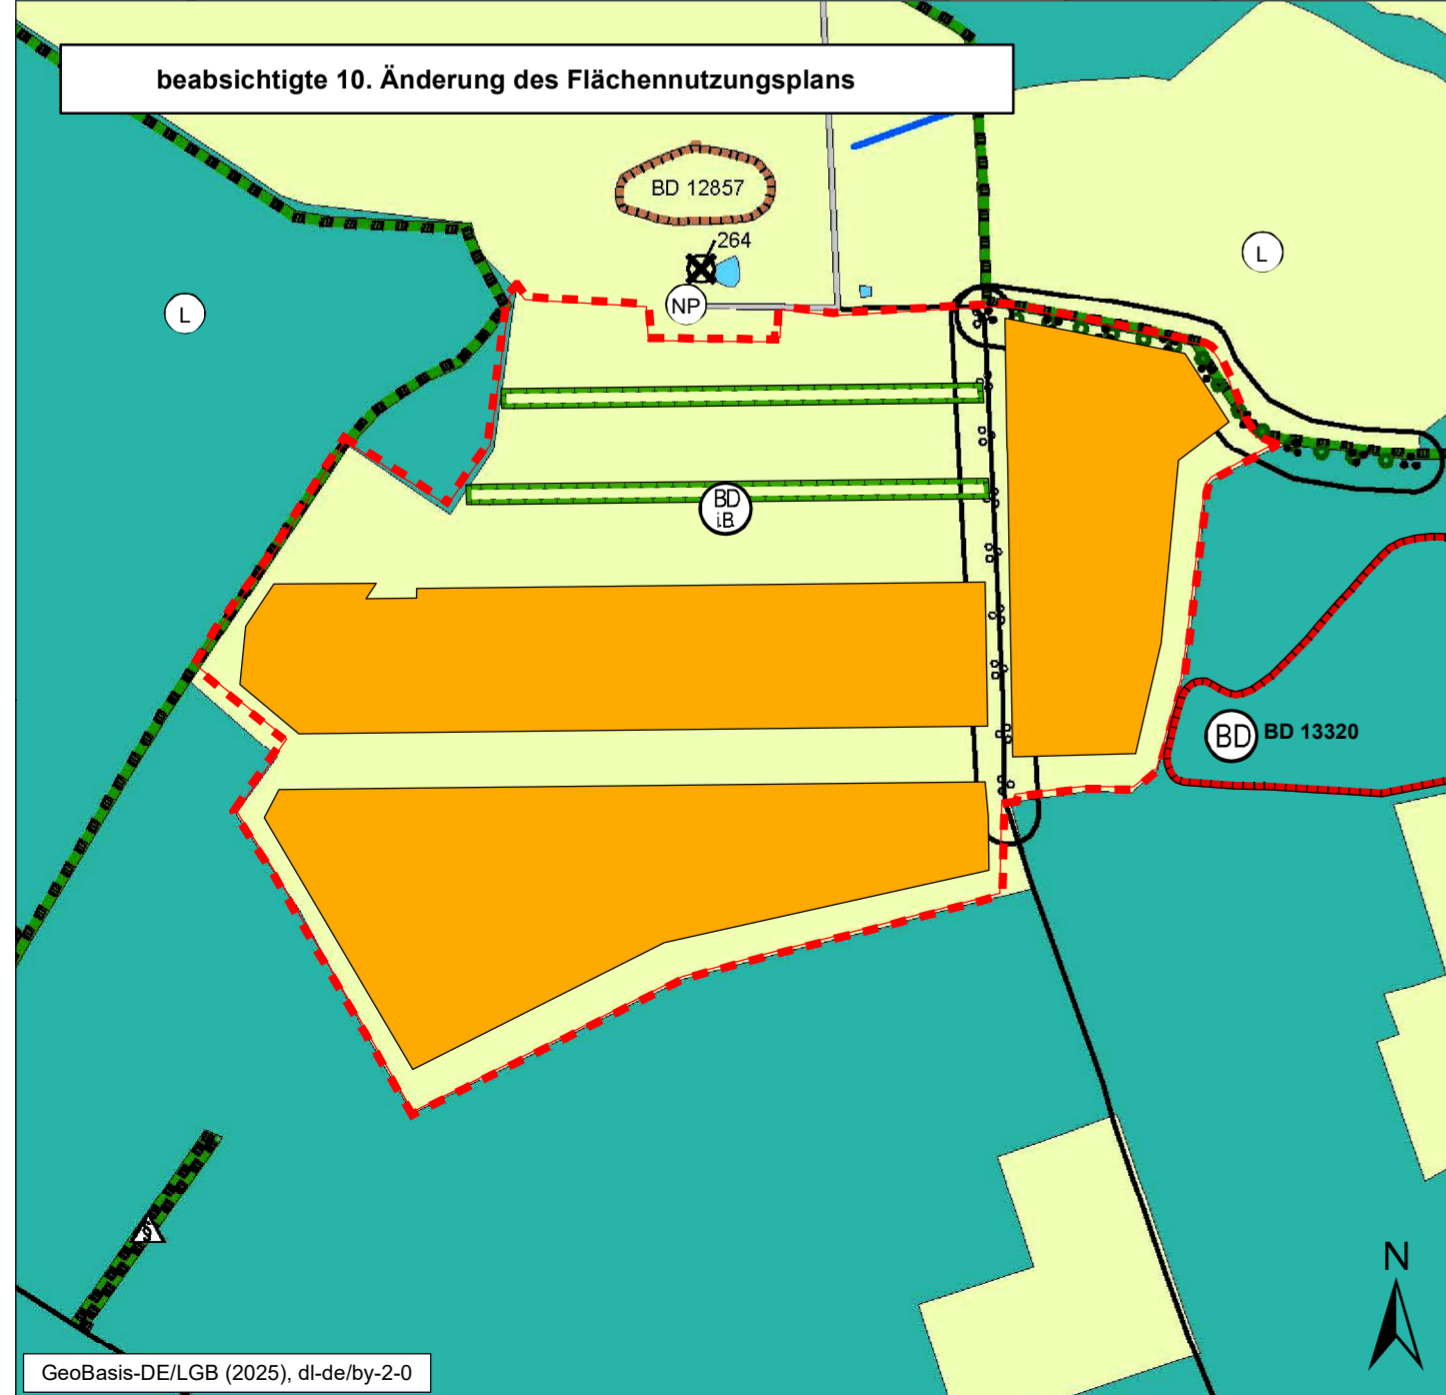 beabsichtigte 10. Änderung des Flächennutzungsplans
BD 12857
264
L
L
NP
BD
i.B.
BD
BD 13320
N
GeoBasis-DE/LGB (2025), dl-de/by-2-0